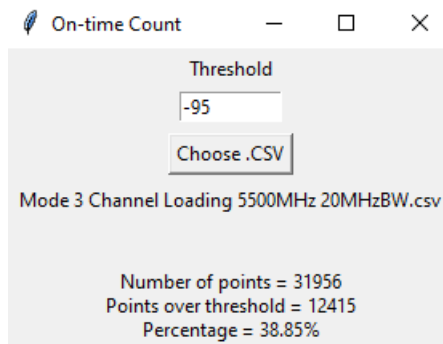 On-time Count
Threshold
-95
Choose .CSV
Mode 3 Channel Loading 5500MHz 20MHzBW.csv
Number of points = 31956
Points over threshold = 12415
Percentage = 38.85%